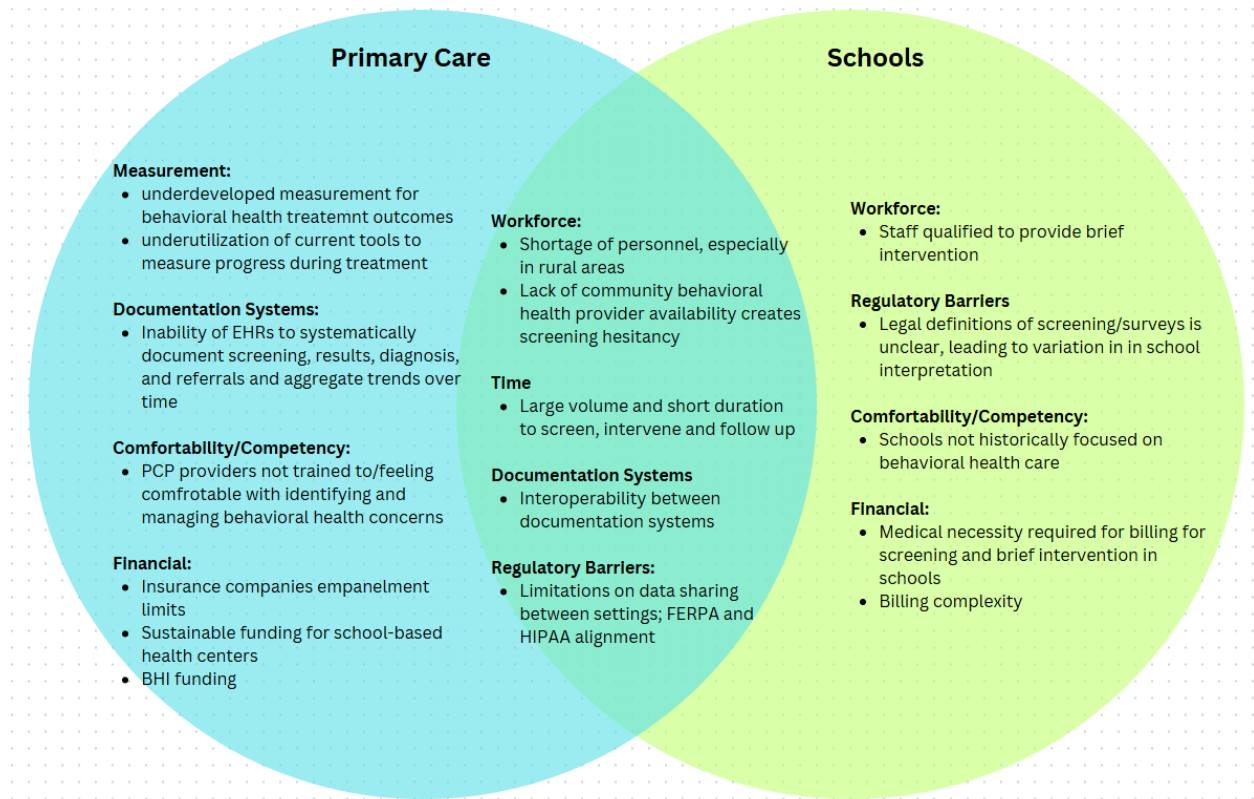 Primary Care
Measurement:
• underdeveloped measurement for
behavioral health treatemnt outcomes
• underutilization of current tools to
measure progress during treatment
Documentation Systems:
• Inability of EHRs to systematically
document screening, results, diagnosis,
and referrals and aggregate trends over
time
Comfortability/Competency:
• PCP providers not trained to/feeling
comfrotable with identifying and
managing behavioral health concerns
Financial:
• Insurance companies empanelment
limits
• Sustainable funding for school-based
health centers
• BHI funding
Workforce:
• Shortage of personnel, especially
in rural areas
• Lack of community behavioral
health provider availability creates
screening hesitancy
Time
• Large volume and short duration
to screen, intervene and follow up
Documentation Systems
• Interoperability between
documentation systems
Regulatory Barriers:
• Limitations on data sharing
between settings; FERPA and
HIPAA alignment
Schools
Workforce:
• Staff qualified to provide brief
intervention
Regulatory Barriers
• Legal definitions of screening/surveys is
unclear, leading to variation in in school
interpretation
Comfortability/Competency:
• Schools not historically focused on
behavioral health care
Financial:
• Medical necessity required for billing for
screening and brief intervention in
schools
• Billing complexity